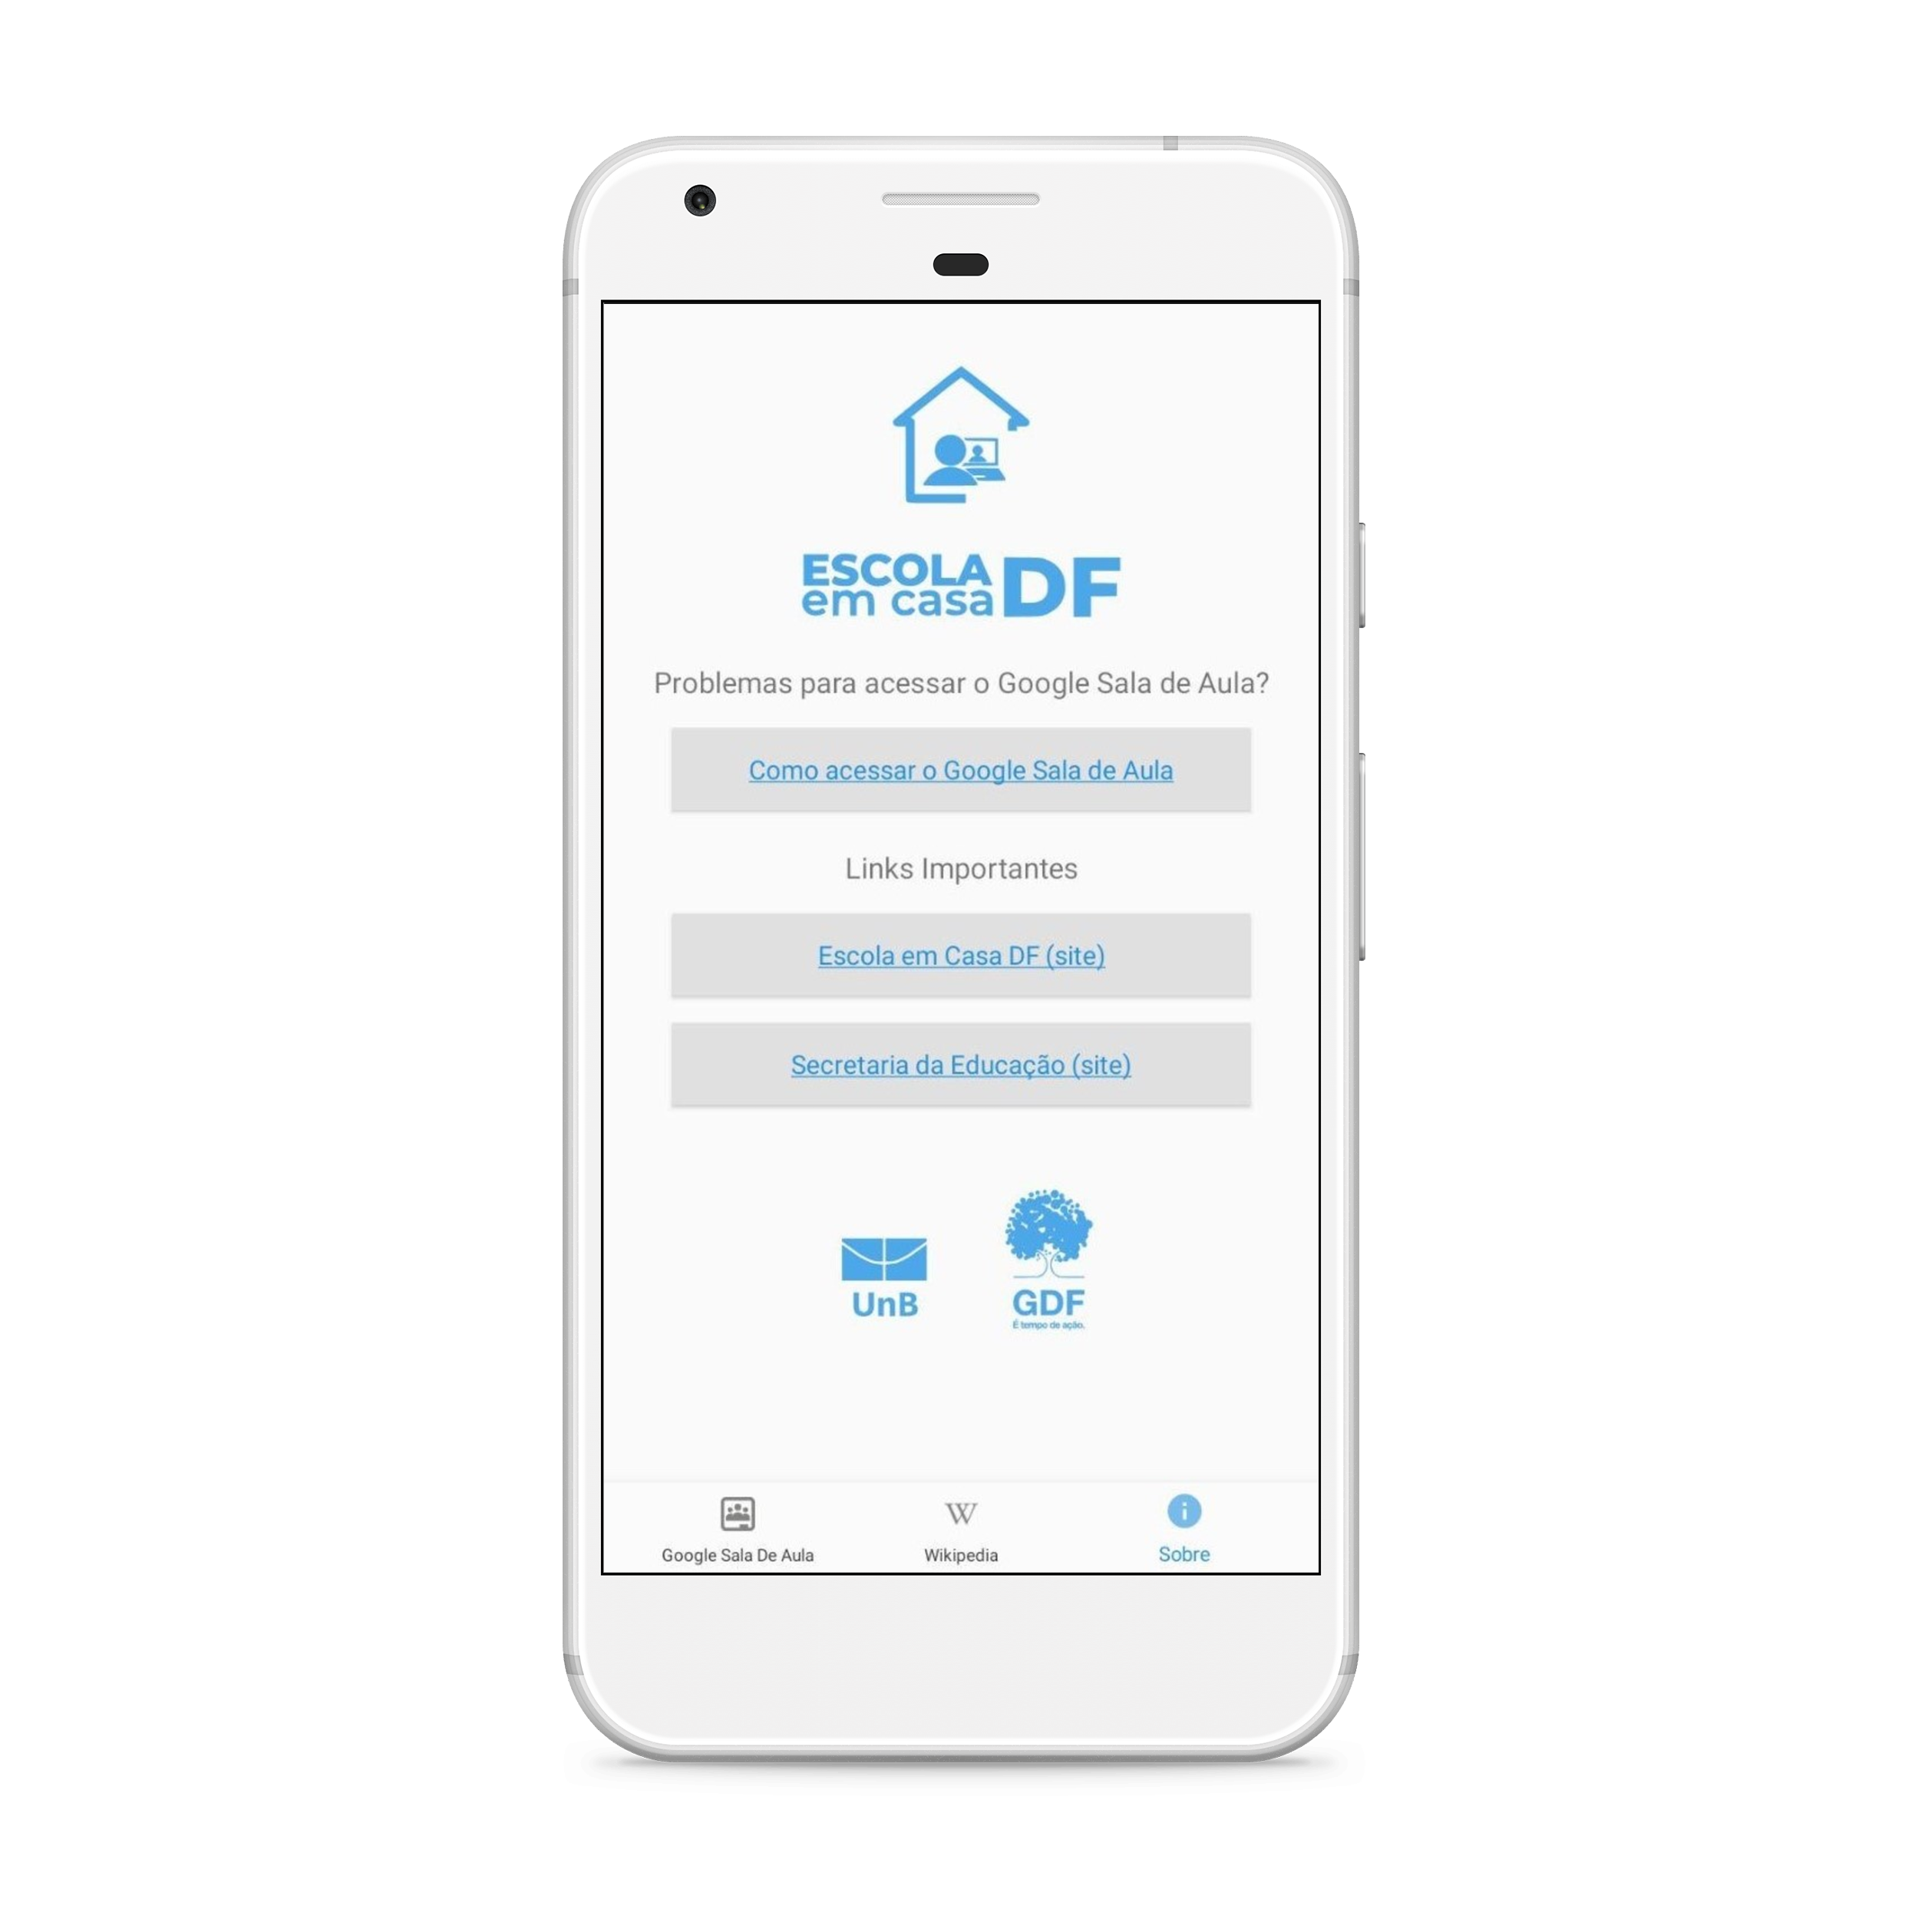 ESCOLA
em casa DF
Problemas para acessar o Google Sala de Aula?
Como acessar o Google Sala de Aula
Links Importantes
Escola em Casa DF (site)
Secretaria da Educação (site)
UnB
GDF
É tempo de ação.
Google Sala De Aula
W
Wikipedia
i
Sobre